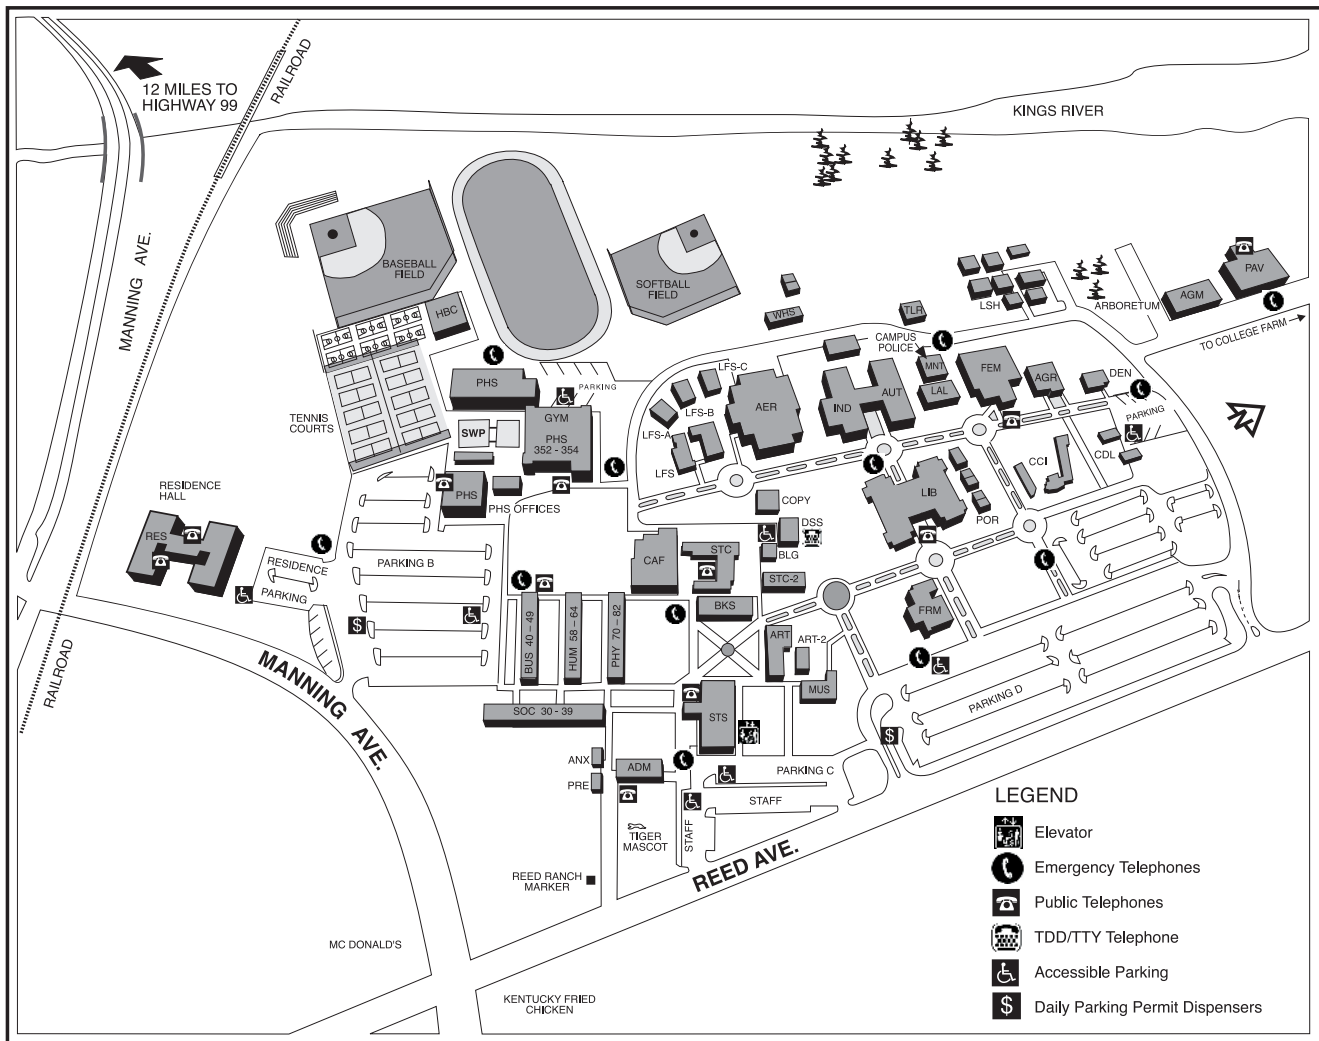 12 MILES TO
HIGHWAY 99
RAILROAD
KINGS RIVER
MANNING AVE.
BASEBALL
FIELD
SOFTBALL
FIELD
HBC
WHS
TLR
LSH
ARBORETUM
AGM
PAV
TO COLLEGE FARM
CAMPUS
POLICE
MNT
LAL
FEM
AGR
DEN
PARKING
CDL
CCI
TENNIS
COURTS
PHS
PARKING
GYM
PHS
352 - 354
SWP
PHS
PHS OFFICES
LFS-C
LFS-B
LFS-A
LFS
AER
IND
AUT
LIB
POR
COPY
DSS
BLG
STC
STC-2
CAF
BKS
RESIDENCE
HALL
RES
RESIDENCE
PARKING
PARKING B
$
BUS 40 – 49
HUM 58 – 64
PHY 70 – 82
SOC 30 - 39
ART
ART-2
MUS
FRM
STS
PARKING D
$
RAILROAD
MANNING AVE.
ANX
PRE
ADM
PARKING C
STAFF
STAFF
TIGER
MASCOT
REED RANCH
MARKER
REED AVE.
MC DONALD'S
KENTUCKY FRIED
CHICKEN
LEGEND
Elevator
Emergency Telephones
Public Telephones
TDD/TTY Telephone
Accessible Parking
$ Daily Parking Permit Dispensers